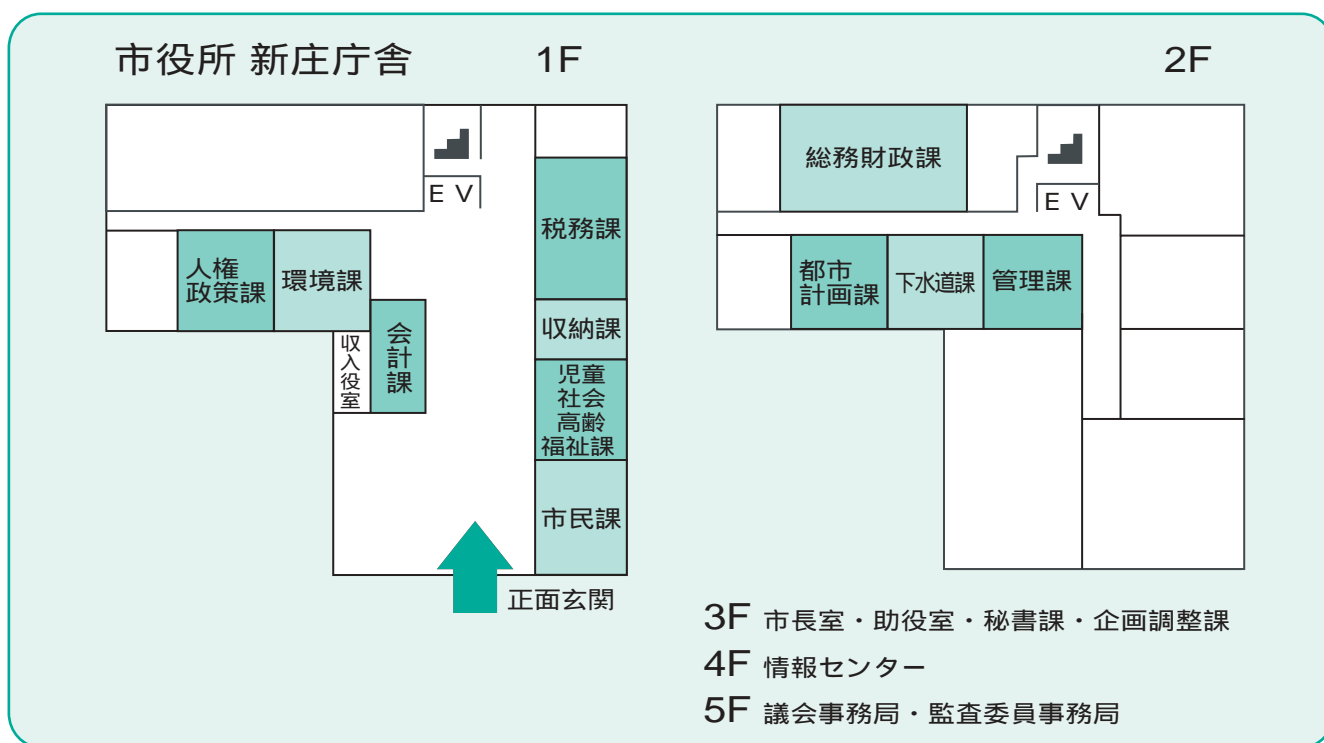 市役所 新庄庁舎
1F
2F
EV
税務課
人権
政策課
環境課
会計課
収入役室
収納課
児童
社会
高齢
福祉課
市民課
正面玄関
総務財政課
EV
都市
計画課
下水道課
管理課
3F 市長室・助役室・秘書課・企画調整課
4F 情報センター
5F 議会事務局・監査委員事務局